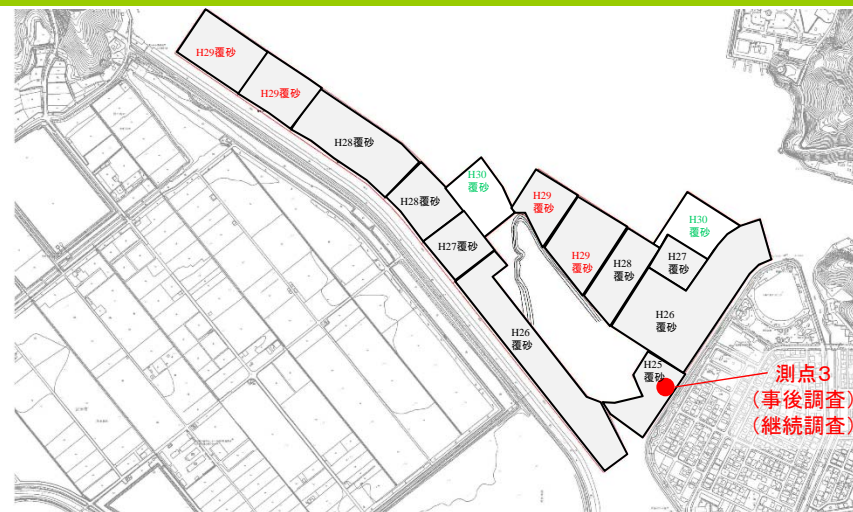 H29覆砂
H29覆砂
H28覆砂
H28覆砂
H27覆砂
H30
覆砂
H29
覆砂
H29
覆砂
H28
覆砂
H30
覆砂
H27
覆砂
H26
覆砂
H26
覆砂
H25
覆砂
測点3
(事後調査)
(継続調査)